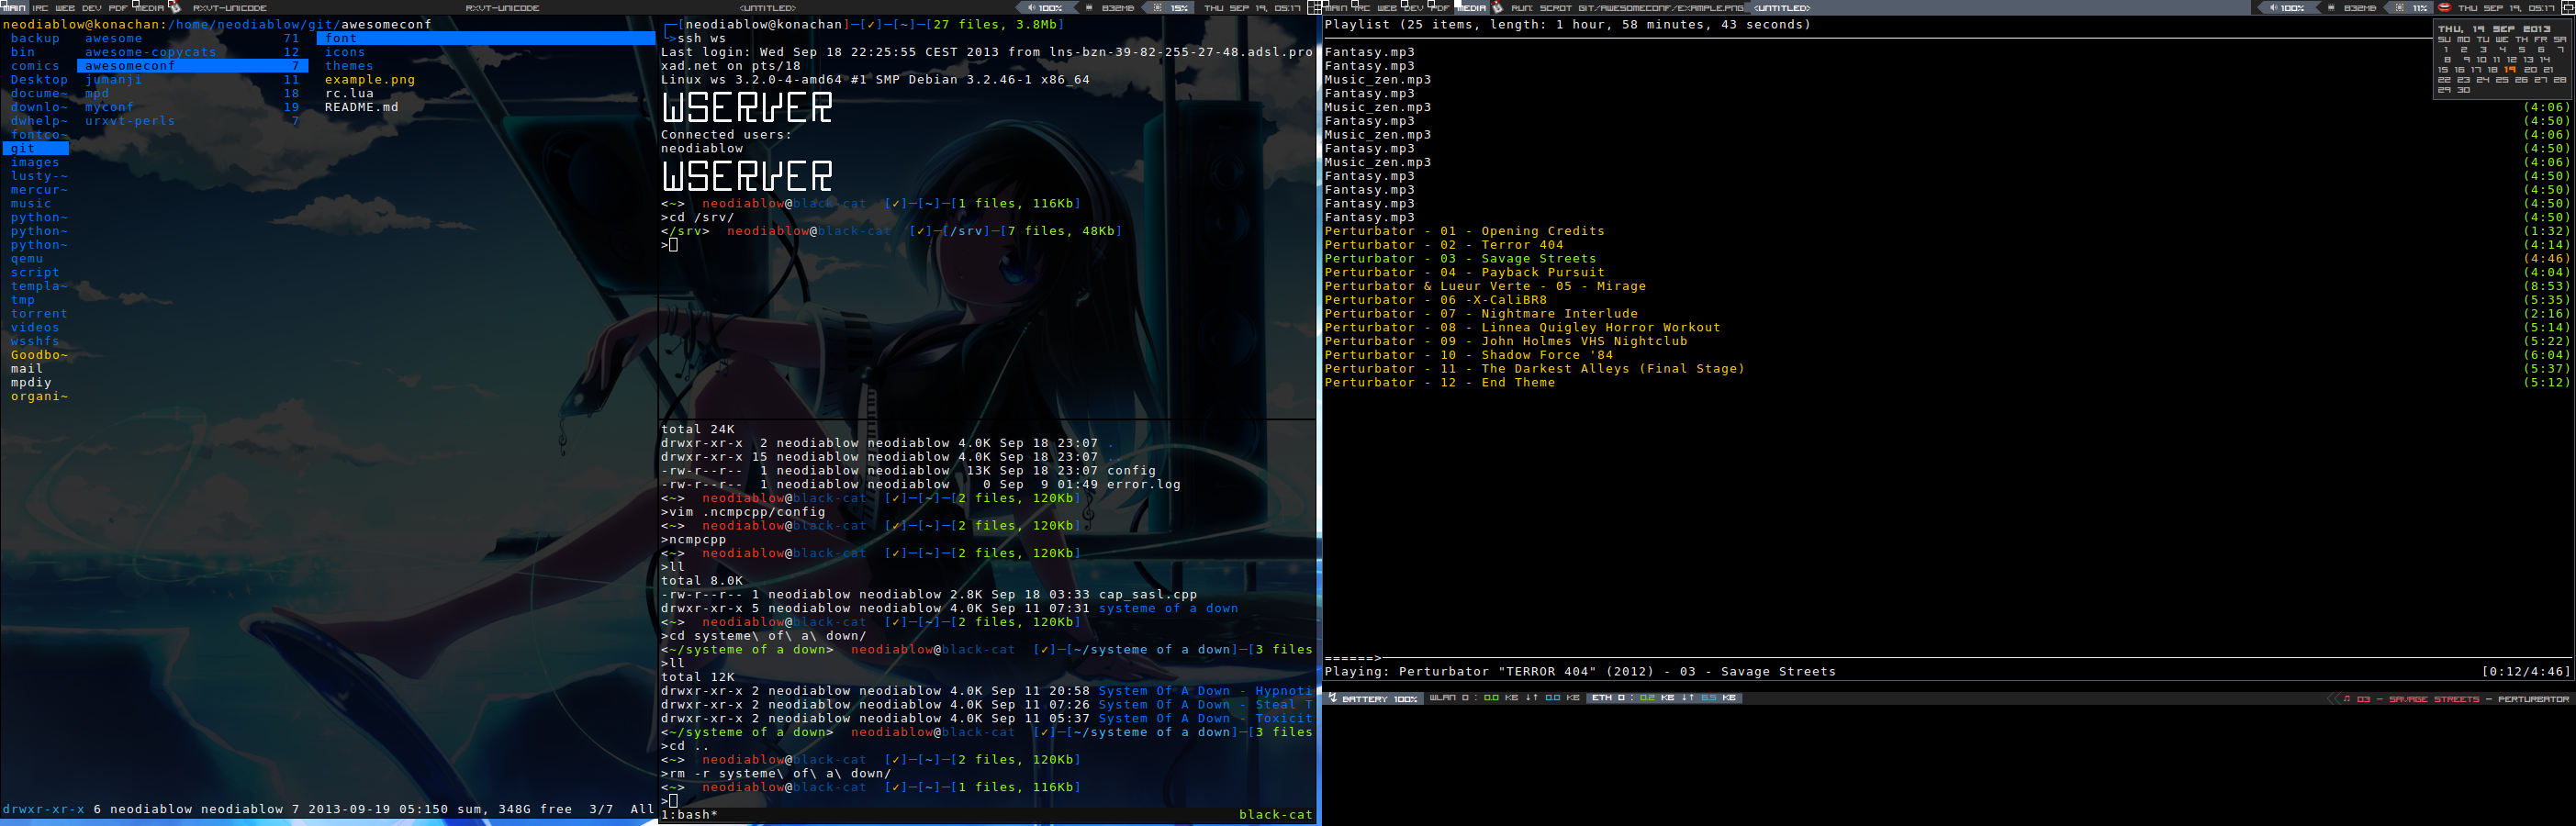 MAIN IRC WEB DEV PDF MEDIA RXVT-UNICODE RXVT-UNICODE <UNTITLED> 100% 832MB 15% THU SEP 19, 05:17
neodiablow@konachan:/home/neodiablow/git/awesomeconf
backup awesome 71 font
bin awesome-copycats 12 icons
comics awesomeconf 7 themes
Desktop jumanji 11 example.png
docume~ mpd 18 rc.lua
downlo~ myconf 19 README.md
dwhelp~ urxvt-perls 7
fontco~
git
images
lusty-~
mercur~
music
python~
python~
python~
python~
qemu
script
templa~
tmp
torrent
videos
wsshfs
Goodbo~
mail
mpdiy
organi~
drwxr-xr-x 6 neodiablow neodiablow 7 2013-09-19 05:150 sum, 348G free 3/7 All
┌─[neodiablow@konachan]─[✓]─[~]─[27 files, 3.8Mb]
└>ssh ws
Last login: Wed Sep 18 22:25:55 CEST 2013 from lns-bzn-39-82-255-27-48.adsl.pro
xad.net on pts/18
Linux ws 3.2.0-4-amd64 #1 SMP Debian 3.2.46-1 x86_64
WSERVER
Connected users:
neodiablow
WSERVER
<~> neodiablow@black-cat [✓]─[~]─[1 files, 116Kb]
>cd /srv/
</srv> neodiablow@black-cat [✓]─[/srv]─[7 files, 48Kb]
>
total 24K
drwxr-xr-x 2 neodiablow neodiablow 4.0K Sep 18 23:07 .
drwxr-xr-x 15 neodiablow neodiablow 4.0K Sep 18 23:07 ..
-rw-r--r-- 1 neodiablow neodiablow 13K Sep 18 23:07 config
-rw-r--r-- 1 neodiablow neodiablow 0 Sep 9 01:49 error.log
<~> neodiablow@black-cat [✓]─[~]─[2 files, 120Kb]
>vim .ncmpcpp/config
<~> neodiablow@black-cat [✓]─[~]─[2 files, 120Kb]
>ncmpcpp
<~> neodiablow@black-cat [✓]─[~]─[2 files, 120Kb]
>ll
total 8.0K
-rw-r--r-- 1 neodiablow neodiablow 2.8K Sep 18 03:33 cap_sasl.cpp
drwxr-xr-x 5 neodiablow neodiablow 4.0K Sep 11 07:31 systeme of a down
<~> neodiablow@black-cat [✓]─[~]─[2 files, 120Kb]
>cd systeme\ of\ a\ down/
<~/systeme of a down> neodiablow@black-cat [✓]─[~/systeme of a down]─[3 files
>ll
total 12K
drwxr-xr-x 2 neodiablow neodiablow 4.0K Sep 11 20:58 System Of A Down - Hypnoti
drwxr-xr-x 2 neodiablow neodiablow 4.0K Sep 11 07:26 System Of A Down - Steal T
drwxr-xr-x 2 neodiablow neodiablow 4.0K Sep 11 05:37 System Of A Down - Toxicit
<~/systeme of a down> neodiablow@black-cat [✓]─[~/systeme of a down]─[3 files
>cd ..
<~> neodiablow@black-cat [✓]─[~]─[2 files, 120Kb]
>rm -r systeme\ of\ a\ down/
<~> neodiablow@black-cat [✓]─[~]─[1 files, 116Kb]
>
1:bash* black-cat
MAIN IRC WEB DEV PDF MEDIA RUN: SCROT GIT/AWESOMECONF/EXAMPLE.PNG <UNTITLED> 100% 832MB 11% THU SEP 19, 05:17
Playlist (25 items, length: 1 hour, 58 minutes, 43 seconds)
THU, 19 SEP 2013
SU MO TU WE TH FR SA
1 2 3 4 5 6 7
8 9 10 11 12 13 14
15 16 17 18 19 20 21
22 23 24 25 26 27 28
29 30
Fantasy.mp3
Fantasy.mp3
Music_zen.mp3
Fantasy.mp3
Music_zen.mp3 (4:06)
Fantasy.mp3 (4:50)
Music_zen.mp3 (4:06)
Fantasy.mp3 (4:50)
Music_zen.mp3 (4:06)
Fantasy.mp3 (4:50)
Fantasy.mp3 (4:50)
Fantasy.mp3 (4:50)
Fantasy.mp3 (4:50)
Perturbator - 01 - Opening Credits (1:32)
Perturbator - 02 - Terror 404 (4:14)
Perturbator - 03 - Savage Streets (4:46)
Perturbator - 04 - Payback Pursuit (4:04)
Perturbator & Lueur Verte - 05 - Mirage (8:53)
Perturbator - 06 -X-CaliBR8 (5:35)
Perturbator - 07 - Nightmare Interlude (2:16)
Perturbator - 08 - Linnea Quigley Horror Workout (5:14)
Perturbator - 09 - John Holmes VHS Nightclub (5:22)
Perturbator - 10 - Shadow Force '84 (6:04)
Perturbator - 11 - The Darkest Alleys (Final Stage) (5:37)
Perturbator - 12 - End Theme (5:12)
======>
Playing: Perturbator "TERROR 404" (2012) - 03 - Savage Streets [0:12/4:46]
BATTERY 100% WLAN 0 : 0.0 KB ↓↑ 0.0 KB ETH 0 : 0.2 KB ↓↑ 6.5 KB 03 - SAVAGE STREETS - PERTURBATOR